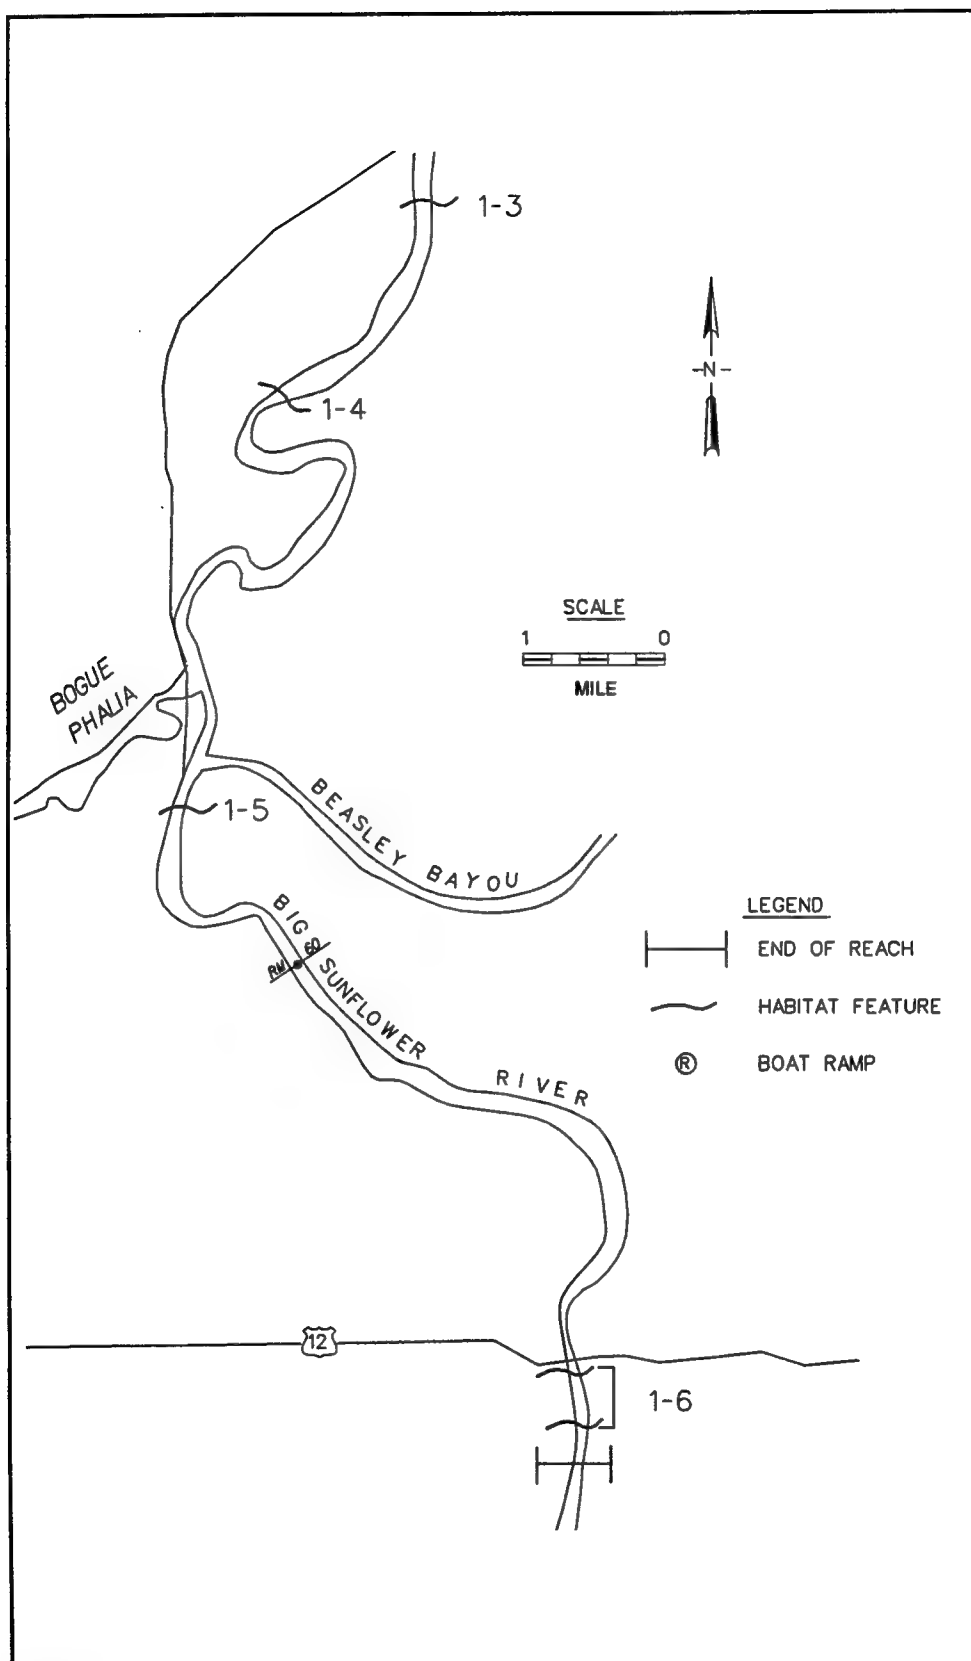 1-3
-N-
1-4
SCALE
1 0
MILE
BOGUE
PHALIA
1-5
BEASLEY BAYOU
LEGEND
END OF REACH
HABITAT FEATURE
R BOAT RAMP
BIG SUNFLOWER RIVER
RM 60
12
1-6